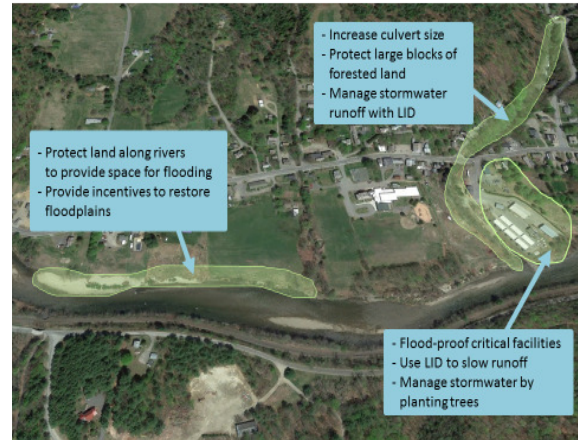 - Increase culvert size
- Protect large blocks of
forested land
- Manage stormwater
runoff with LID
- Protect land along rivers
to provide space for flooding
- Provide incentives to restore
floodplains
- Flood-proof critical facilities
- Use LID to slow runoff
- Manage stormwater by
planting trees